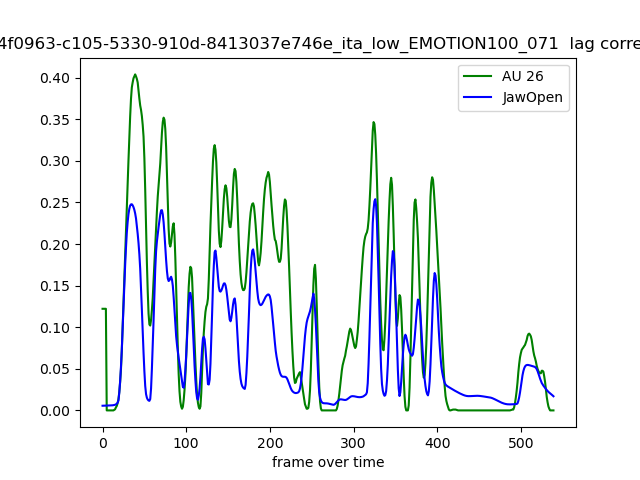 4f0963-c105-5330-910d-8413037e746e_ita_low_EMOTION100_071 lag corre
AU 26
JawOpen
0.40
0.35
0.30
0.25
0.20
0.15
0.10
0.05
0.00
0 100 200 300 400 500
frame over time